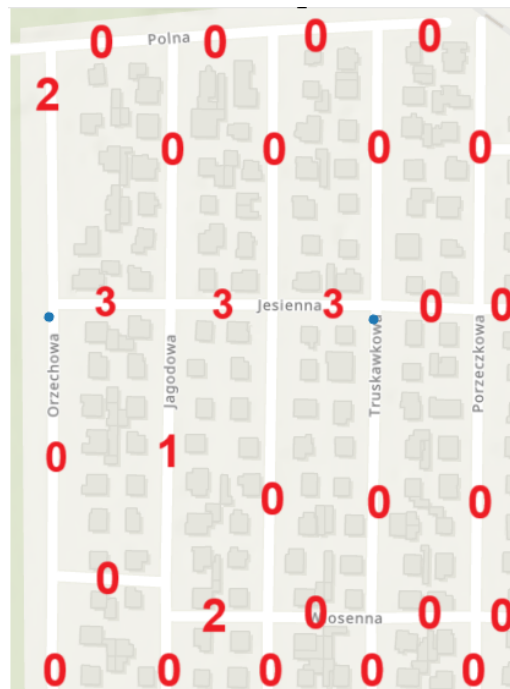 0 Polna 0 0 0
2
0 0 0 0
3 3 Jesienna 3 0 0
Orzechowa
Jagodowa
Truskawkowa
Porzeczkowa
0 1
0 0 0
0
2 0 Wiosenna 0 0
0 0 0 0 0